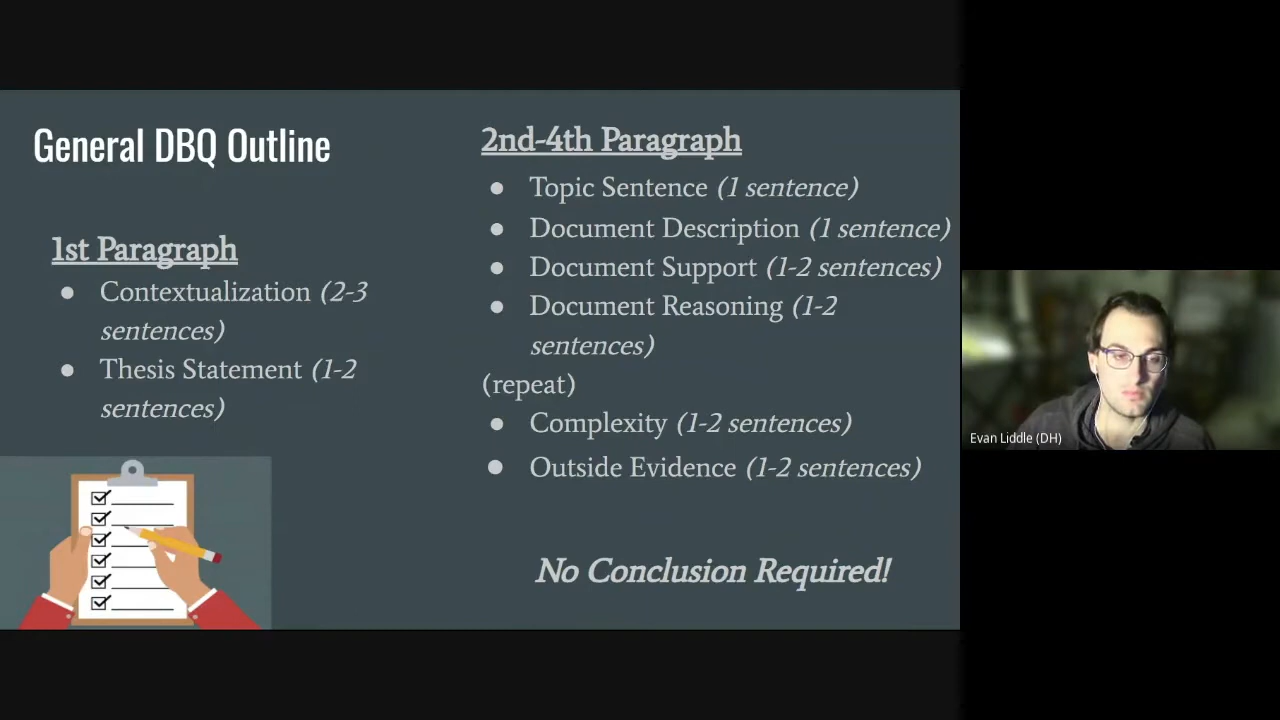 General DBQ Outline
1st Paragraph
● Contextualization (2-3
sentences)
● Thesis Statement (1-2
sentences)
2nd-4th Paragraph
● Topic Sentence (1 sentence)
● Document Description (1 sentence)
● Document Support (1-2 sentences)
● Document Reasoning (1-2
sentences)
(repeat)
● Complexity (1-2 sentences)
● Outside Evidence (1-2 sentences)
No Conclusion Required!
Evan Liddle (DH)